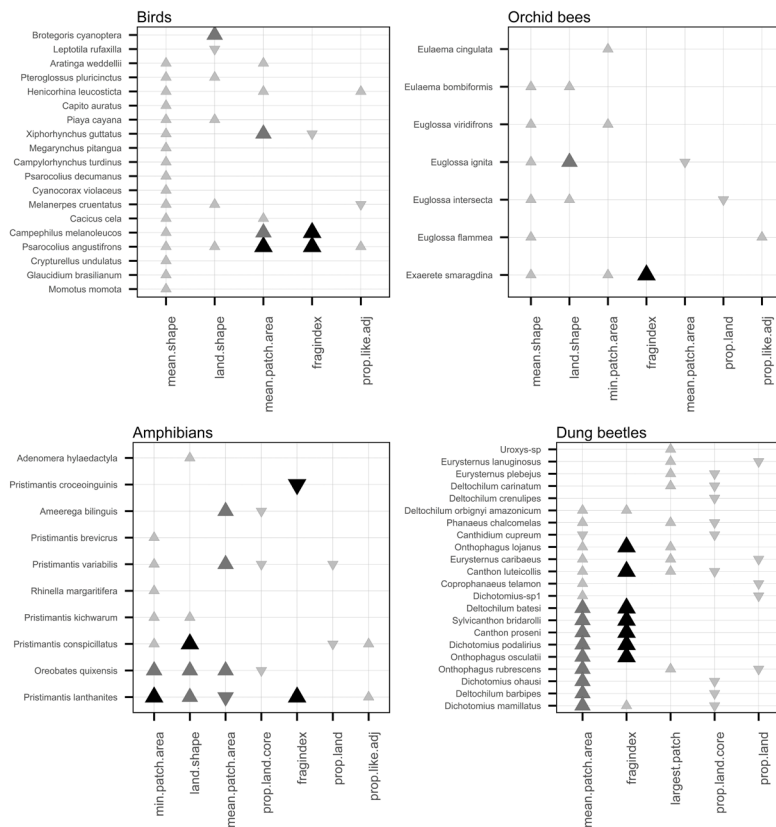 Birds
Brotegoris cyanoptera
Leptotila rufaxilla
Aratinga weddellii
Pteroglossus pluricinctus
Henicorhina leucosticta
Capito auratus
Piaya cayana
Xiphorhynchus guttatus
Megarynchus pitangua
Campylorhynchus turdinus
Psarocolius decumanus
Cyanocorax violaceus
Melanerpes cruentatus
Cacicus cela
Campephilus melanoleucos
Psarocolius angustifrons
Crypturellus undulatus
Glaucidium brasilianum
Momotus momota
mean.shape
land.shape
mean.patch.area
fragindex
prop.like.adj
Orchid bees
Eulaema cingulata
Eulaema bombiformis
Euglossa viridifrons
Euglossa ignita
Euglossa intersecta
Euglossa flammea
Exaerete smaragdina
mean.shape
land.shape
min.patch.area
fragindex
mean.patch.area
prop.land
prop.like.adj
Amphibians
Adenomera hylaedactyla
Pristimantis croceoinguinis
Ameerega bilinguis
Pristimantis brevicrus
Pristimantis variabilis
Rhinella margaritifera
Pristimantis kichwarum
Pristimantis conspicillatus
Oreobates quixensis
Pristimantis lanthanites
min.patch.area
land.shape
mean.patch.area
prop.land.core
fragindex
prop.land
prop.like.adj
Dung beetles
Uroxys-sp
Eurysternus lanuginosus
Eurysternus plebejus
Deltochilum carinatum
Deltochilum crenulipes
Deltochilum orbignyi amazonicum
Phanaeus chalcomelas
Canthidium cupreum
Onthophagus lojanus
Eurysternus caribaeus
Canthon luteicollis
Coprophanaeus telamon
Dichotomius-sp1
Deltochilum batesi
Sylvicanthon bridarolli
Canthon proseni
Dichotomius podalirius
Onthophagus osculatii
Onthophagus rubrescens
Dichotomius ohausi
Deltochilum barbipes
Dichotomius mamillatus
mean.patch.area
fragindex
largest.patch
prop.land.core
prop.land